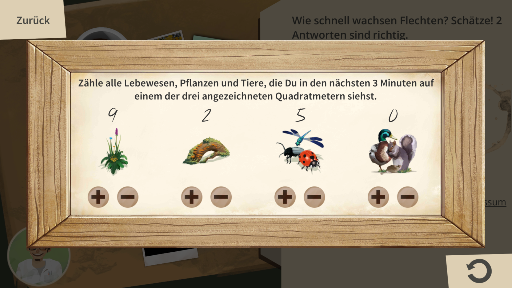 Zurück
Wie schnell wachsen Flechten? Schätze! 2
Antworten sind richtig.
Zähle alle Lebewesen, Pflanzen und Tiere, die Du in den nächsten 3 Minuten auf
einem der drei angezeichneten Quadratmetern siehst.
9 2 5 0
ssum